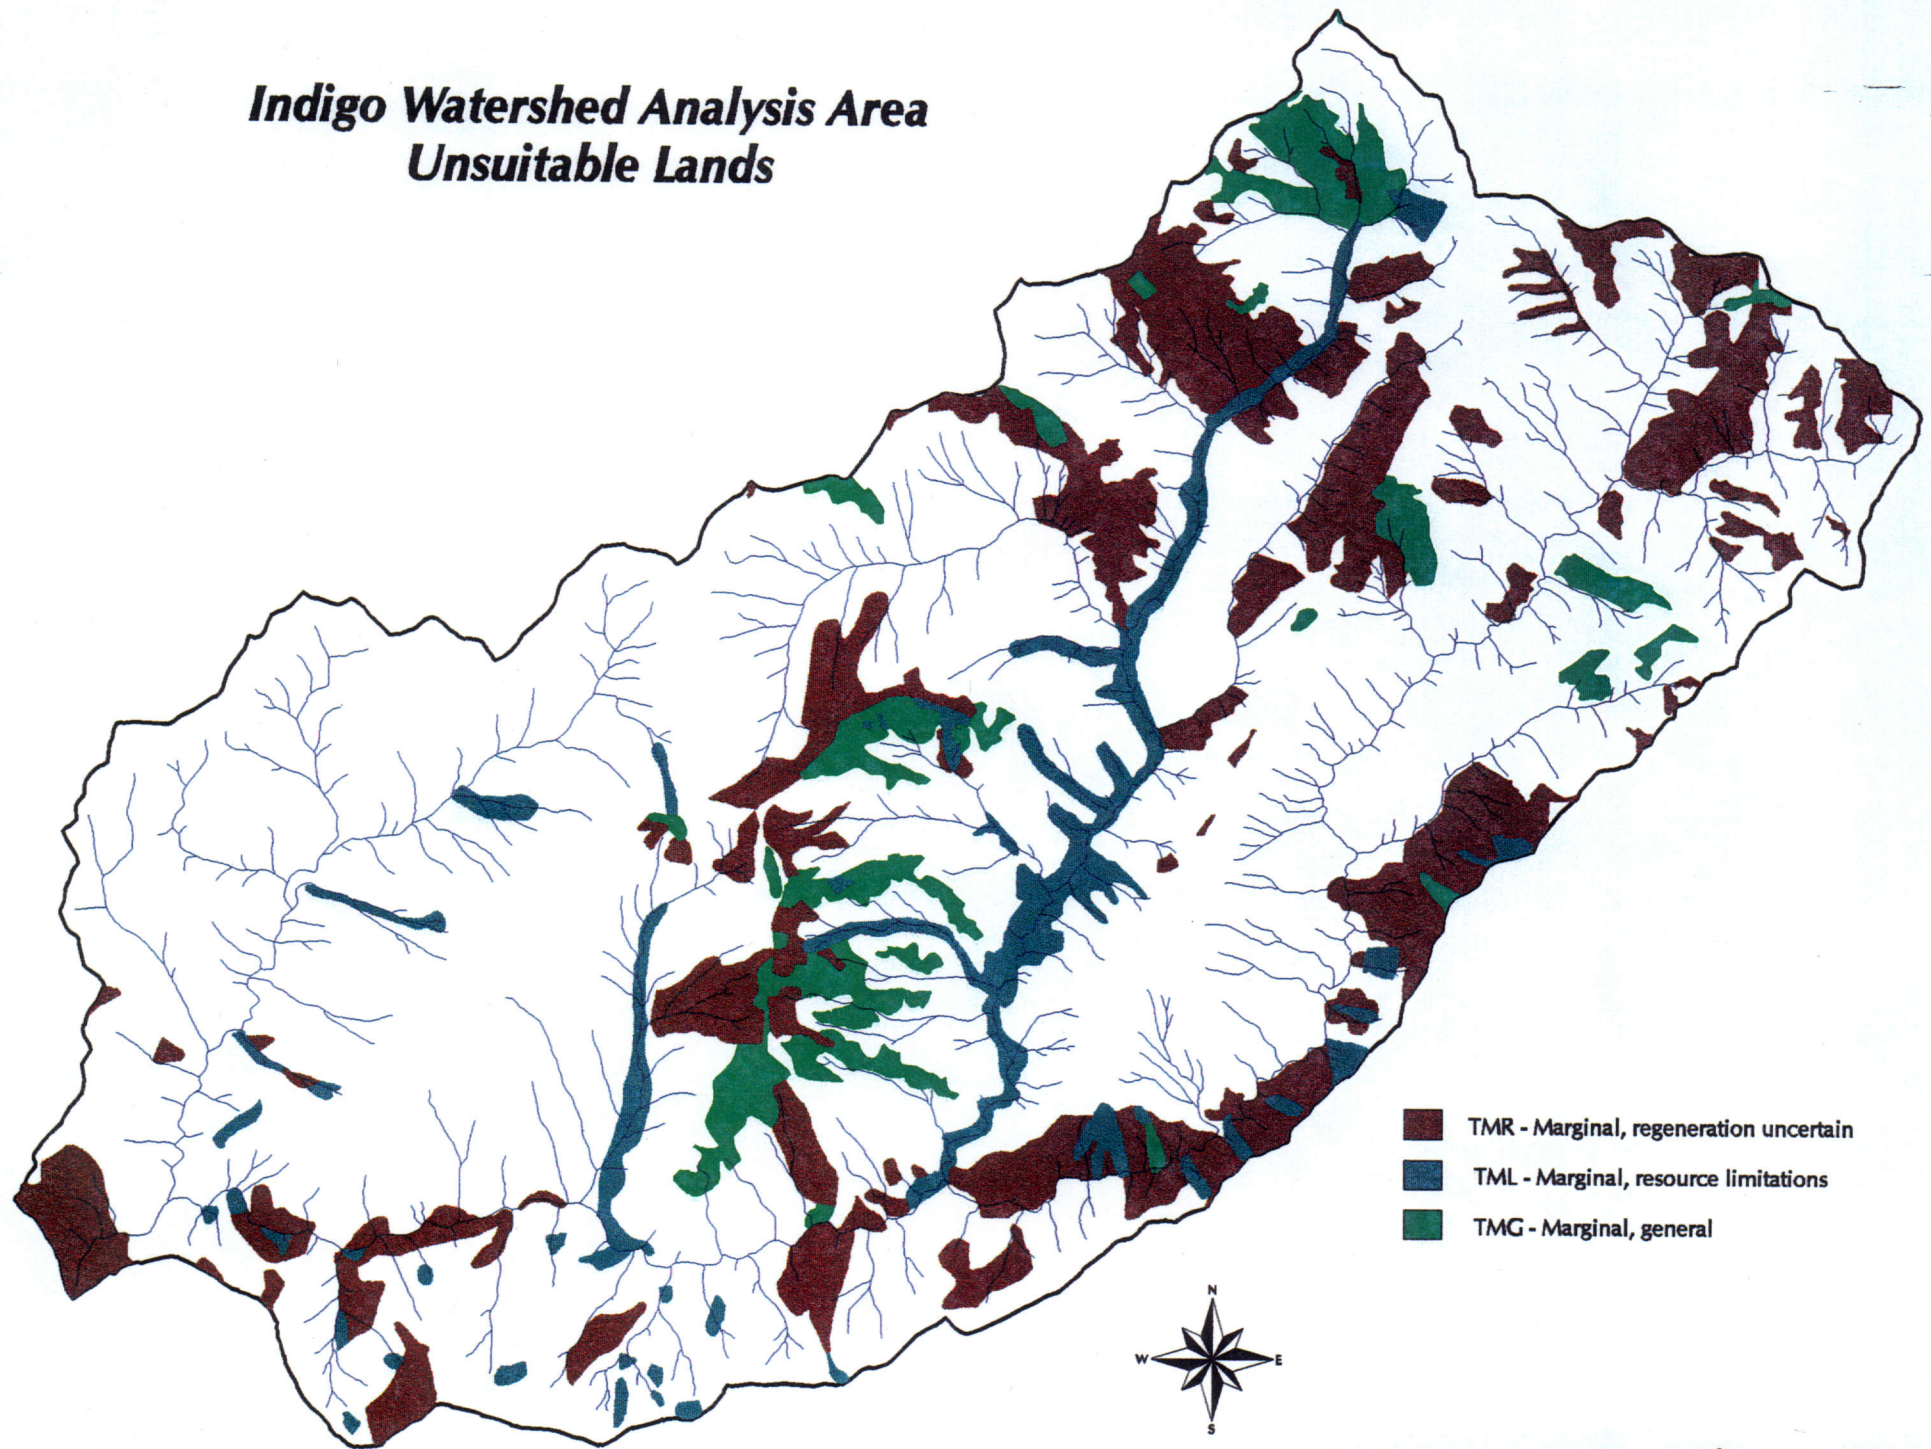 Indigo Watershed Analysis Area
Unsuitable Lands
TMR - Marginal, regeneration uncertain
TML - Marginal, resource limitations
TMG - Marginal, general
N
W E
S